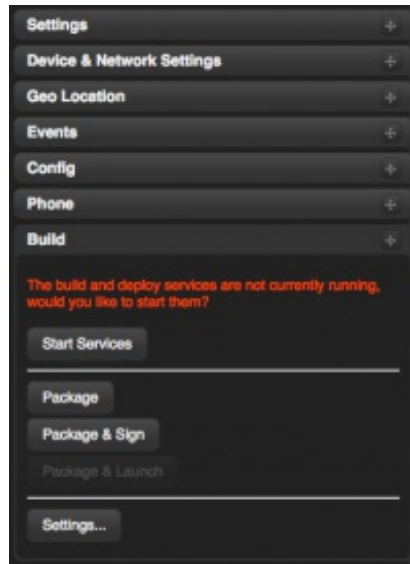 Settings
Device & Network Settings
Geo Location
Events
Config
Phone
Build
The build and deploy services are not currently running,
would you like to start them?
Start Services
Package
Package & Sign
Package & Launch
Settings...